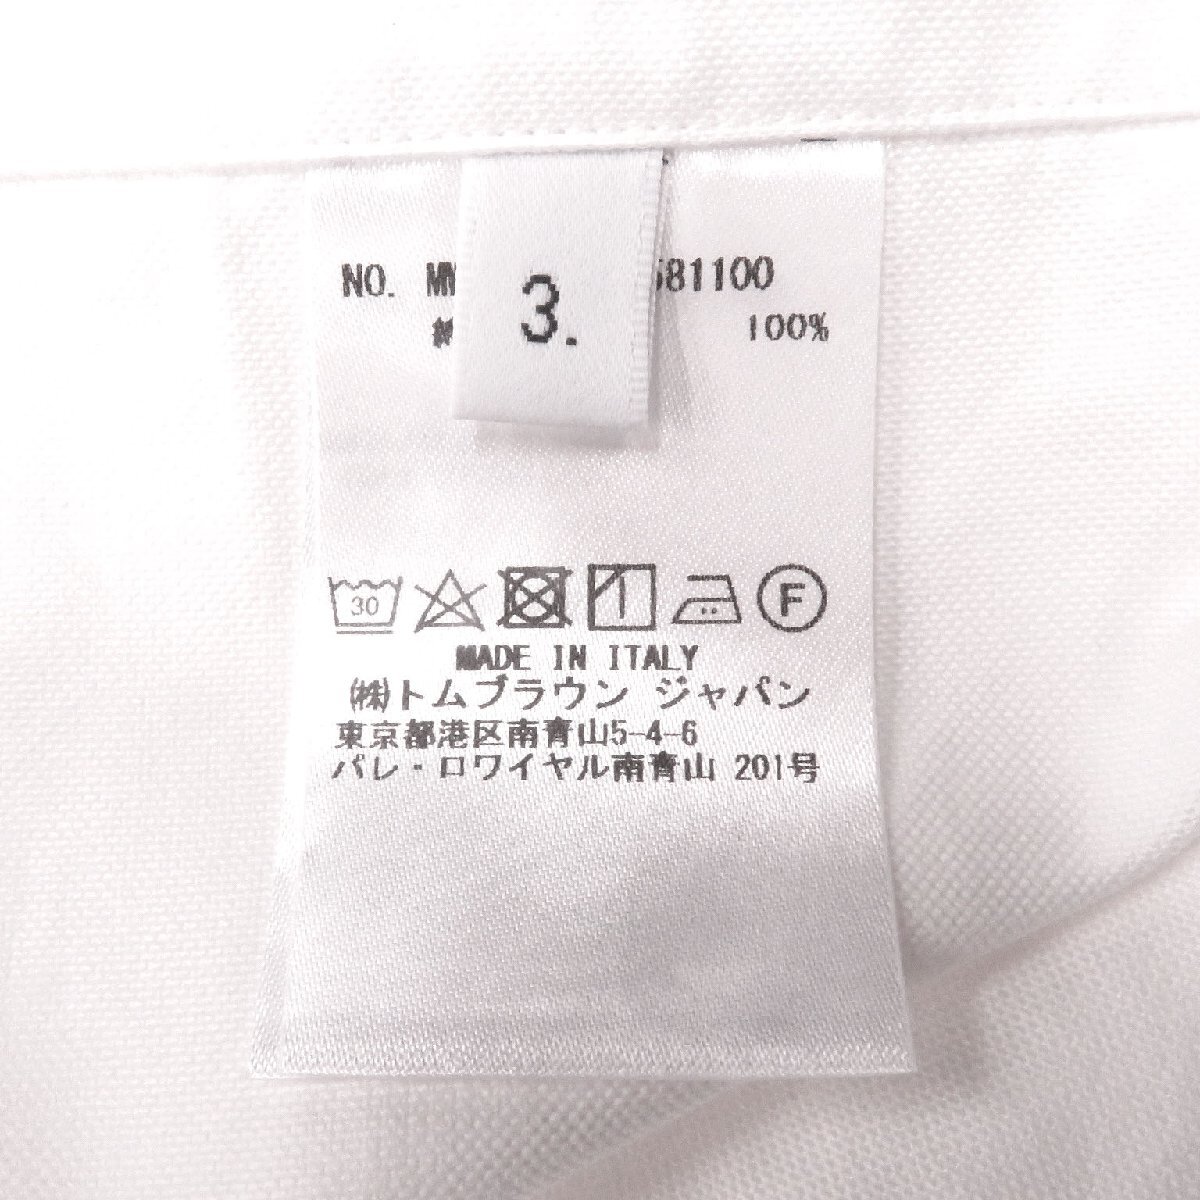 NO. 581100
3.
100%
30 F
MADE IN ITALY
(株)トムブラウン ジャパン
東京都港区南青山5-4-6
パレ・ロワイヤル南青山 201号